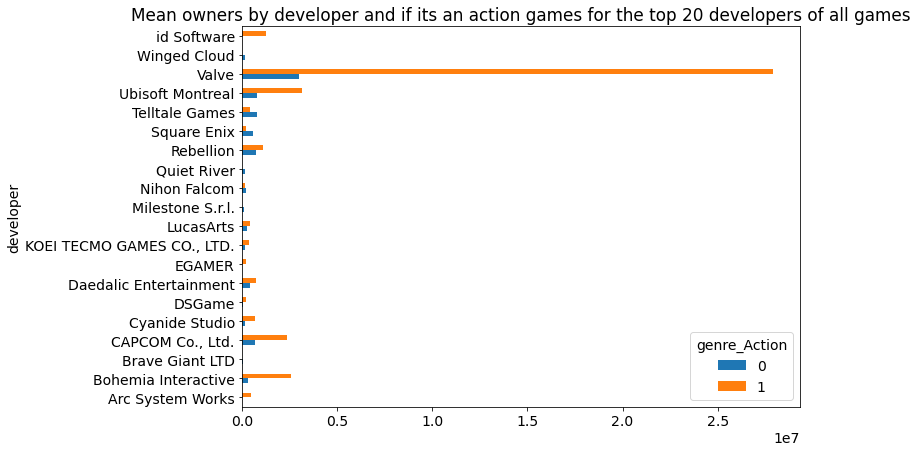 Mean owners by developer and if its an action games for the top 20 developers of all games
id Software
Winged Cloud
Valve
Ubisoft Montreal
Telltale Games
Square Enix
Rebellion
Quiet River
Nihon Falcom
Milestone S.r.l.
LucasArts
KOEI TECMO GAMES CO., LTD.
EGAMER
Daedalic Entertainment
DSGame
Cyanide Studio
CAPCOM Co., Ltd.
Brave Giant LTD
Bohemia Interactive
Arc System Works
developer
genre_Action
0
1
0.0 0.5 1.0 1.5 2.0 2.5
1e7